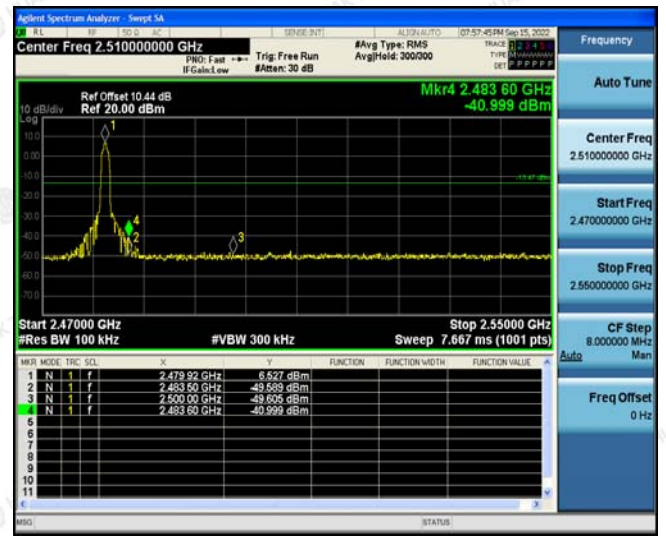 Agilent Spectrum Analyzer - Swept SA
RL RF 50 Ω AC SENSE:INT ALIGN AUTO 07:57:45 PM Sep 15, 2022
Center Freq 2.510000000 GHz
PNO: Fast Trig: Free Run
IFGain:Low #Atten: 30 dB
#Avg Type: RMS
Avg|Hold: 300/300
TRACE 1 2 3 4 5 6
TYPE M
DET P P P P P P
Frequency
Mkr4 2.483 60 GHz
-40.999 dBm
Ref Offset 10.44 dB
10 dB/div Ref 20.00 dBm
Log
10.0
0.00
-10.0
-20.0
-30.0
-40.0
-50.0
-60.0
-70.0
1
4
2
3
-13.47 dBm
Start 2.47000 GHz Stop 2.55000 GHz
#Res BW 100 kHz #VBW 300 kHz Sweep 7.667 ms (1001 pts)
MKR MODE TRC SCL X Y FUNCTION FUNCTION WIDTH FUNCTION VALUE
1 N 1 f 2.479 92 GHz 6.527 dBm
2 N 1 f 2.483 50 GHz -49.589 dBm
3 N 1 f 2.500 00 GHz -49.605 dBm
4 N 1 f 2.483 60 GHz -40.999 dBm
5
6
7
8
9
10
11
MSG STATUS
Auto Tune
Center Freq
2.510000000 GHz
Start Freq
2.470000000 GHz
Stop Freq
2.550000000 GHz
CF Step
8.000000 MHz
Auto Man
Freq Offset
0 Hz